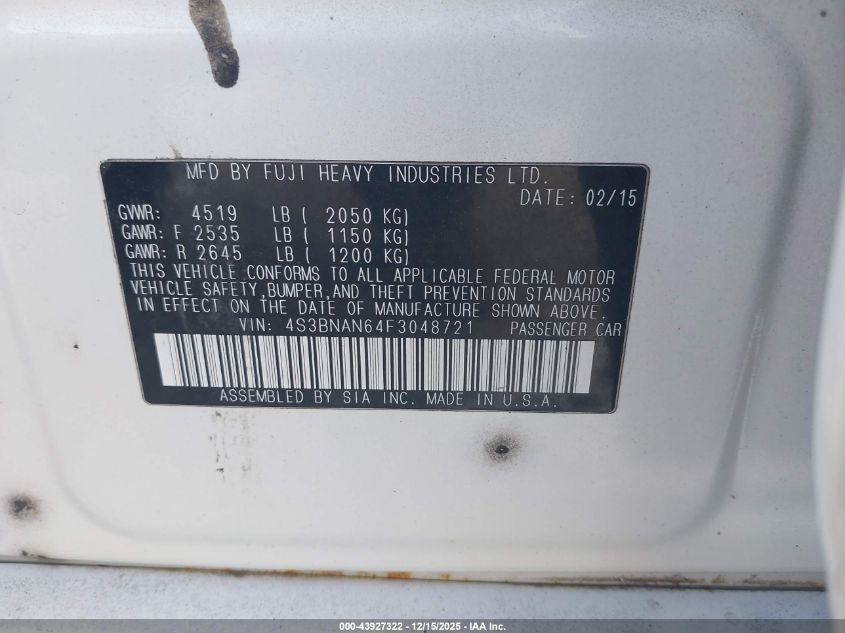 MFD BY FUJI HEAVY INDUSTRIES LTD.
DATE: 02/15
GVWR: 4519 LB ( 2050 KG)
GAWR: F 2535 LB ( 1150 KG)
GAWR: R 2645 LB ( 1200 KG)
THIS VEHICLE CONFORMS TO ALL APPLICABLE FEDERAL MOTOR
VEHICLE SAFETY, BUMPER, AND THEFT PREVENTION STANDARDS
IN EFFECT ON THE DATE OF MANUFACTURE SHOWN ABOVE.
VIN: 4S3BNAN64F3048721 PASSENGER CAR
ASSEMBLED BY SIA INC. MADE IN U.S.A.
000-43927322 - 12/15/2025 - IAA Inc.